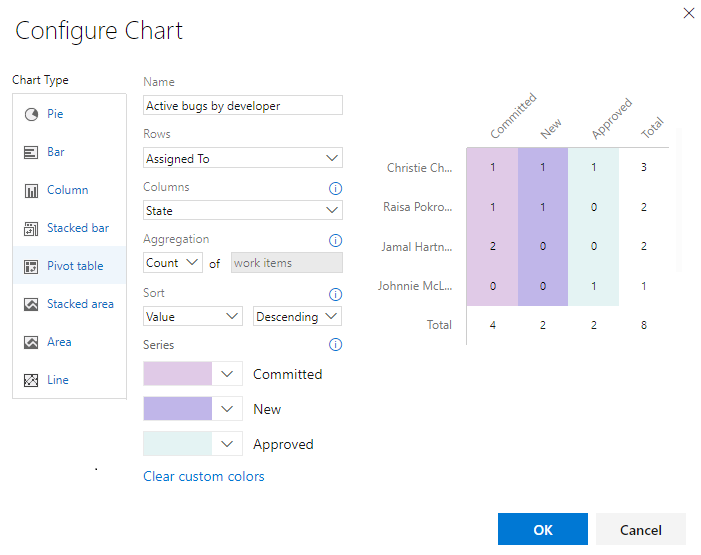 Configure Chart
Chart Type
Pie
Bar
Column
Stacked bar
Pivot table
Stacked area
Area
Line
Name
Active bugs by developer
Rows
Assigned To
Columns
State
Aggregation
Count of work items
Sort
Value Descending
Series
Committed
New
Approved
Clear custom colors
Committed New Approved Total
Christie Ch... 1 1 1 3
Raisa Pokro... 1 1 0 2
Jamal Hartn... 2 0 0 2
Johnnie McL... 0 0 1 1
Total 4 2 2 8
OK Cancel